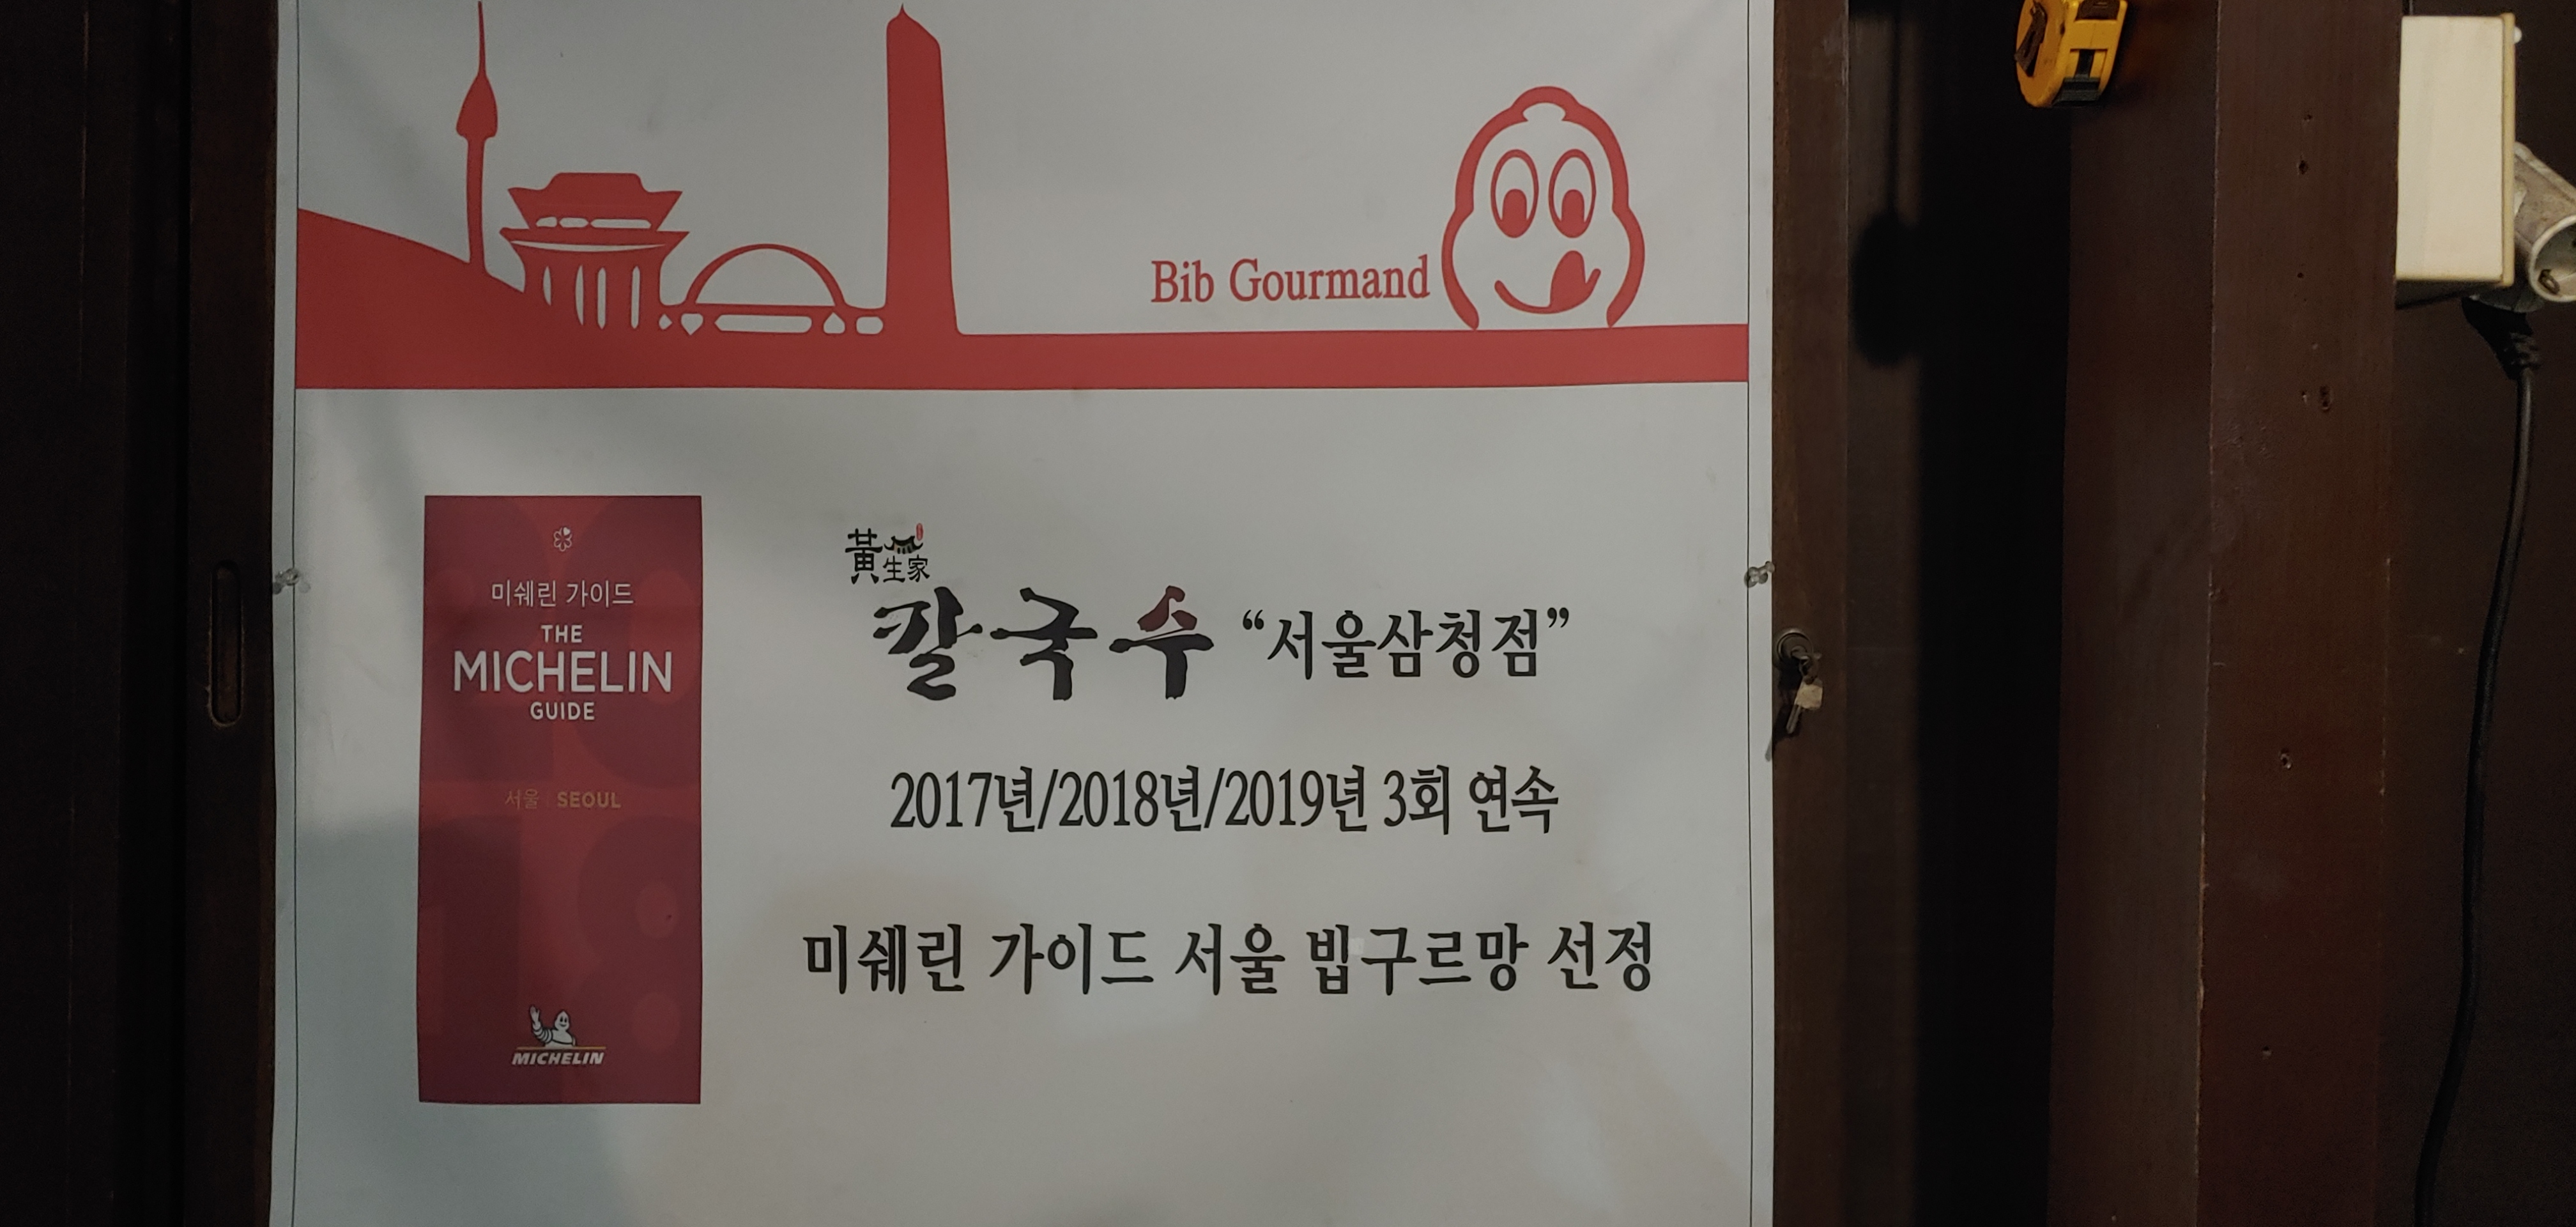 Bib Gourmand
미쉐린 가이드
THE
MICHELIN
GUIDE
서울 SEOUL
MICHELIN
黃生家
칼국수 “서울삼청점”
2017년/2018년/2019년 3회 연속
미쉐린 가이드 서울 빕구르망 선정